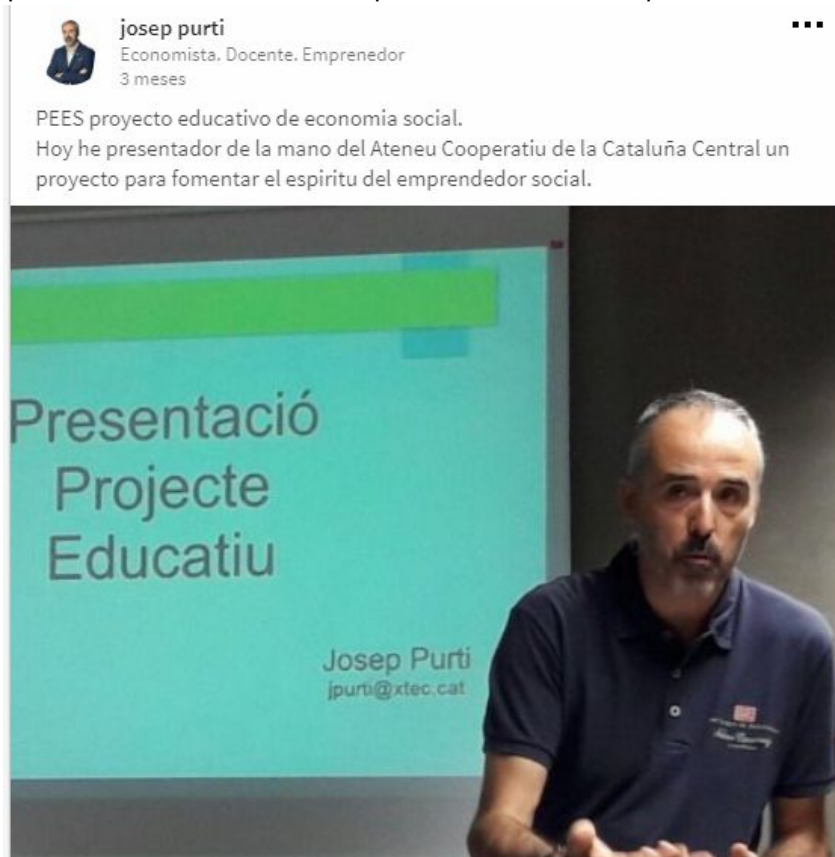 josep purti
Economista. Docente. Emprenedor
3 meses
PEES proyecto educativo de economia social.
Hoy he presentador de la mano del Ateneu Cooperatiu de la Cataluña Central un
proyecto para fomentar el espiritu del emprendedor social.
Presentació
Projecte
Educatiu
Josep Purti
jpurti@xtec.cat